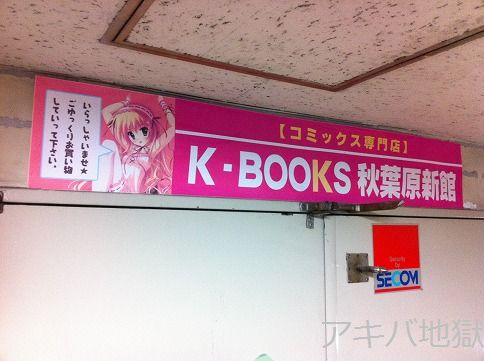 いらっしゃいませ★
ごゆっくりお買い物
していって下さい。
【コミックス専門店】
K-BOOKS 秋葉原新館
Security
by
SECOM
アキバ地獄